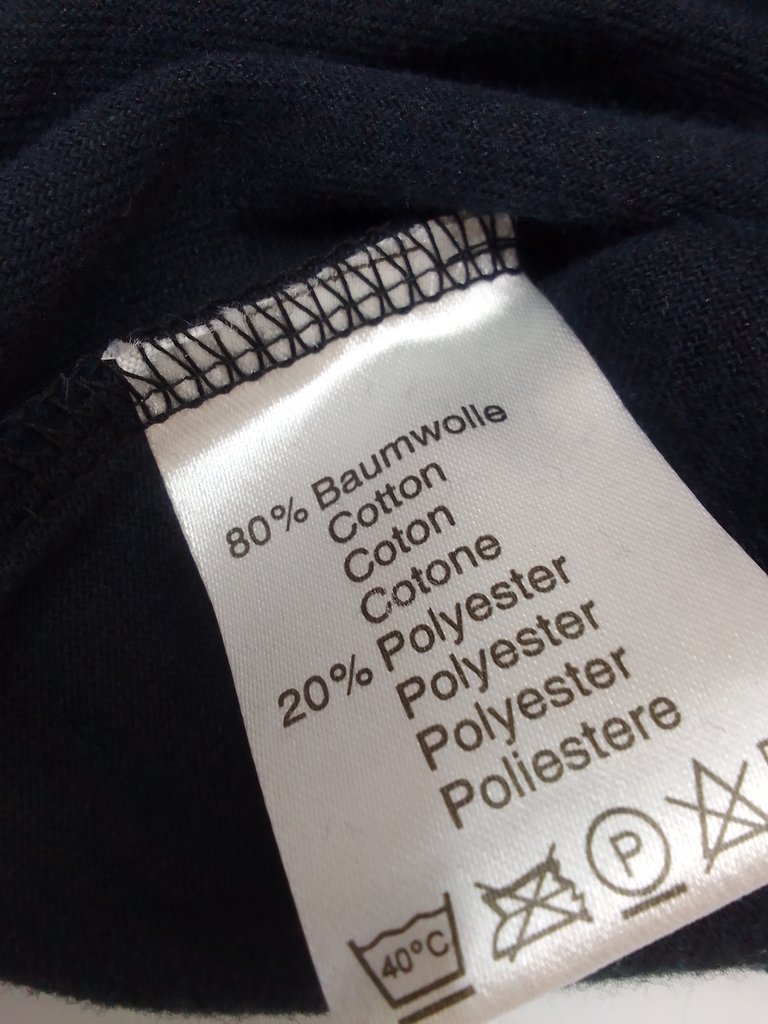 80% Baumwolle
Cotton
Coton
Cotone
20% Polyester
Polyester
Polyester
Poliestere
40°C P